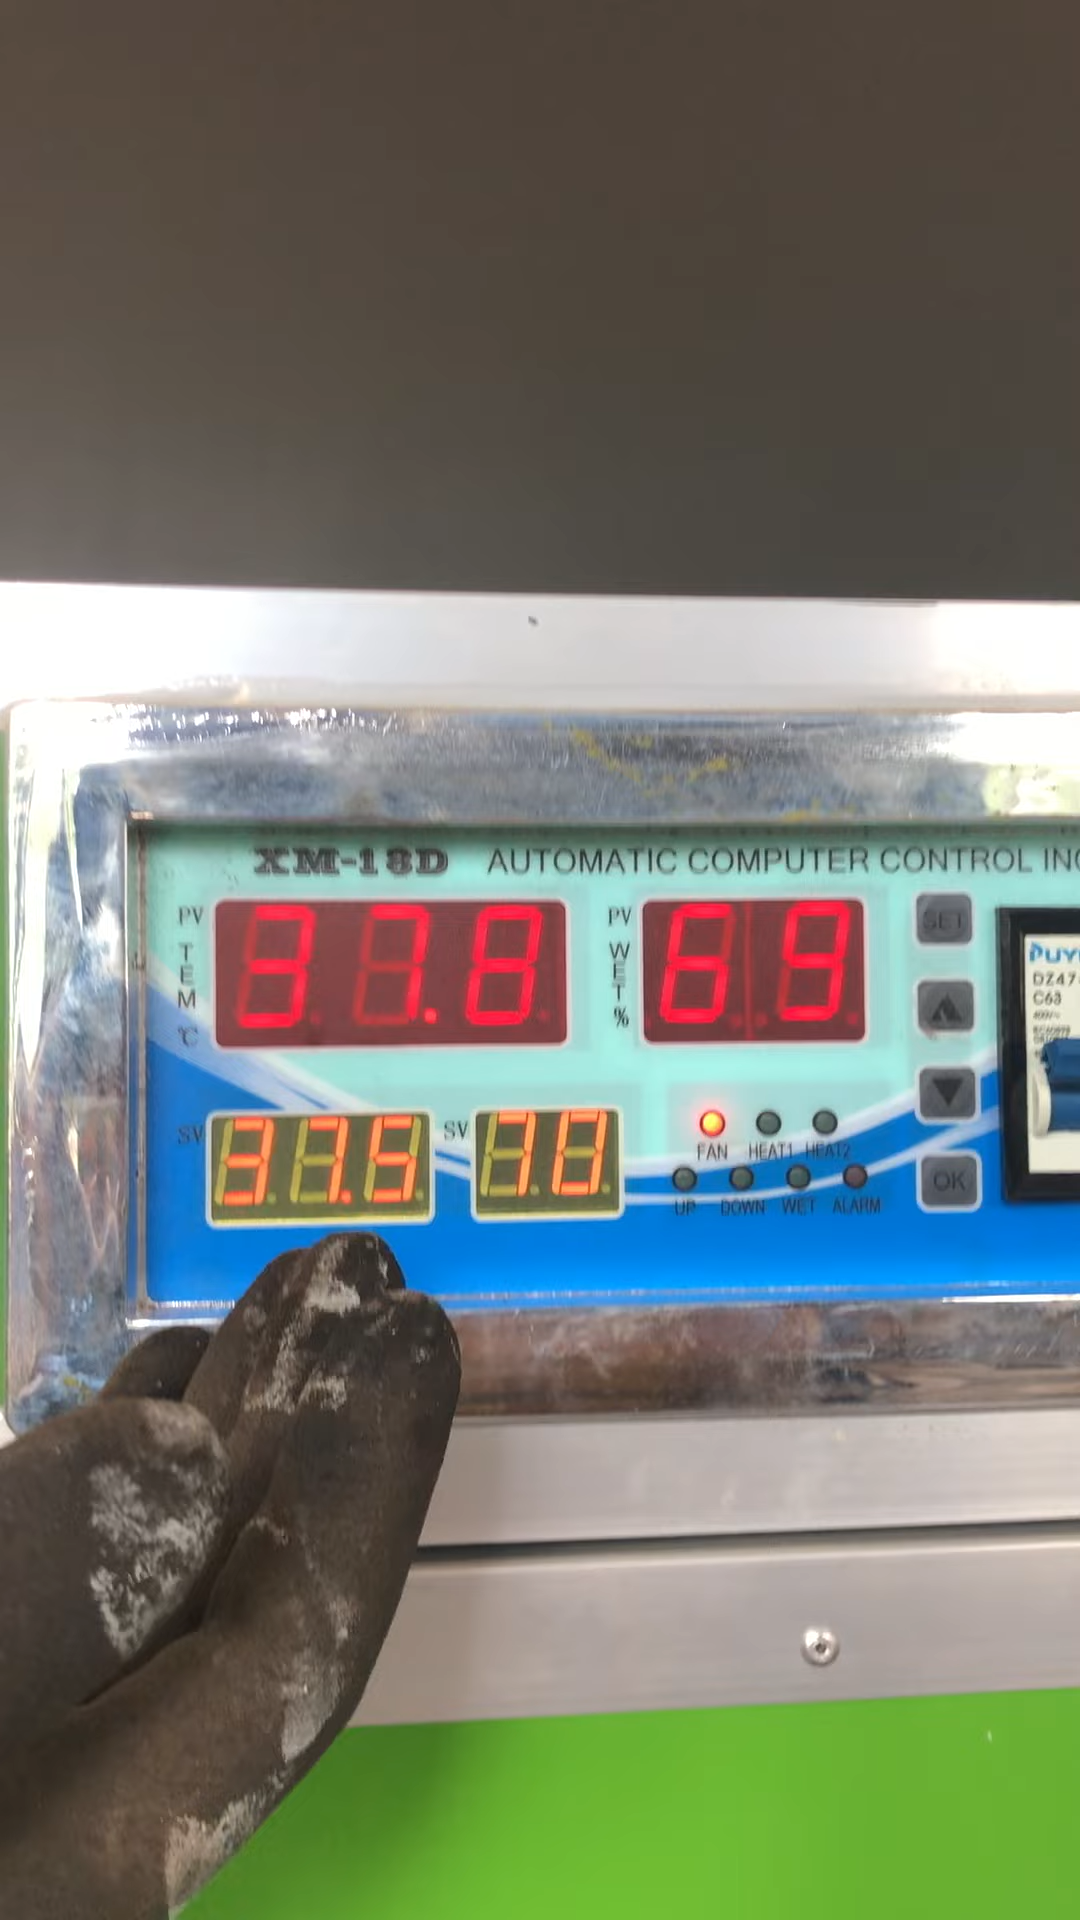 XM-18D AUTOMATIC COMPUTER CONTROL INC
PV TEM ℃ 37.8 PV WET% 69 SET
SV 37.5 SV 70
FAN HEAT1 HEAT2
UP DOWN WET ALARM OK
DZ47-
C63